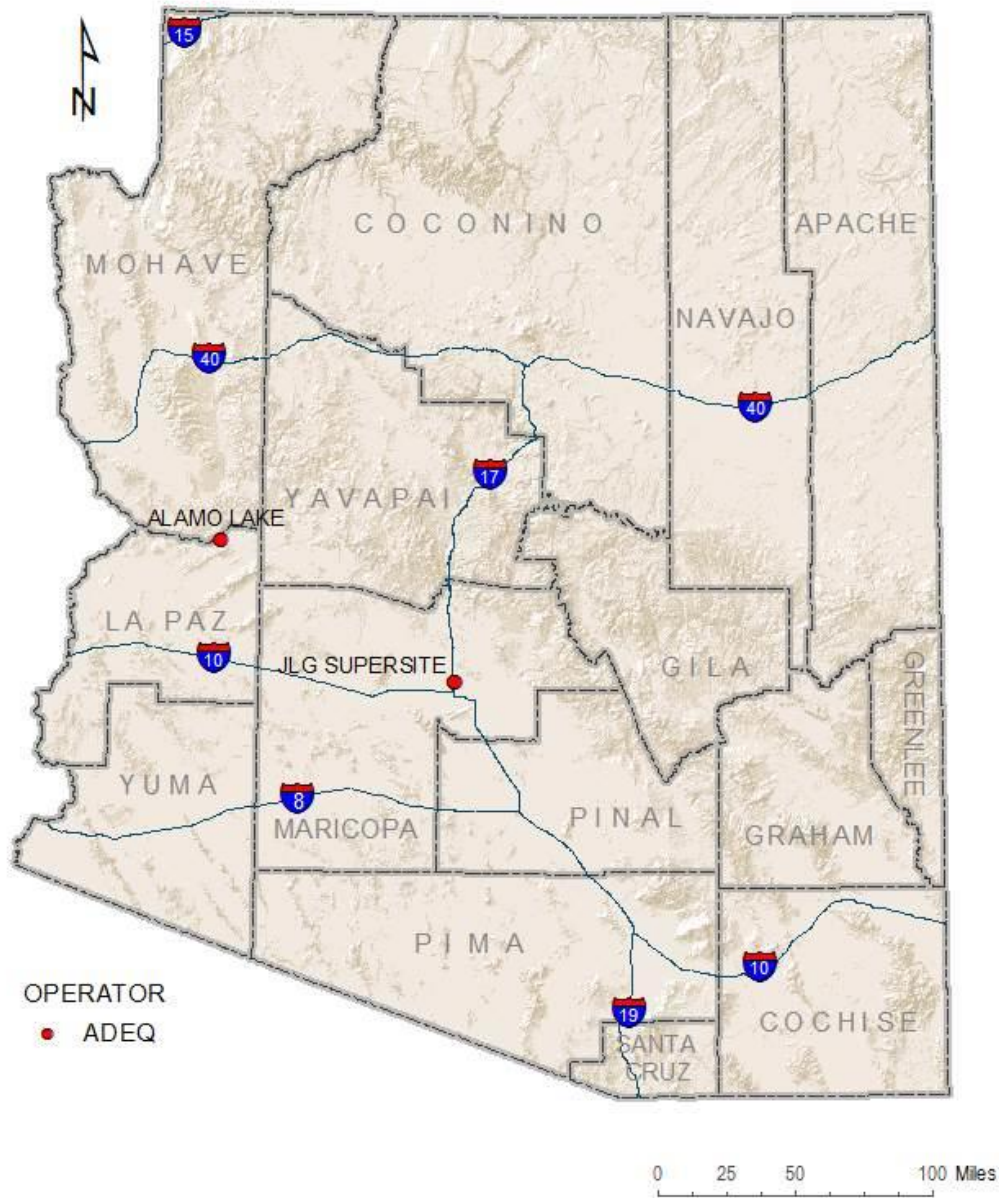 15
N
COCONINO
APACHE
MOHAVE
NAVAJO
40
40
17
YAVAPAI
ALAMO LAKE
LA PAZ
10
JLG SUPERSITE
GILA
GREENLEE
YUMA
8
MARICOPA
PINAL
GRAHAM
PIMA
10
OPERATOR
ADEQ
19
COCHISE
SANTA
CRUZ
0 25 50 100 Miles